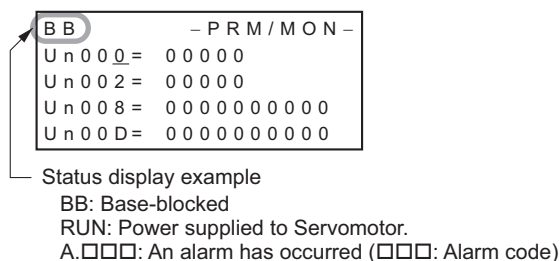 BB –PRM/MON–
Un000= 00000
Un002= 00000
Un008= 0000000000
Un00D= 0000000000
Status display example
BB: Base-blocked
RUN: Power supplied to Servomotor.
A.□□□: An alarm has occurred (□□□: Alarm code)